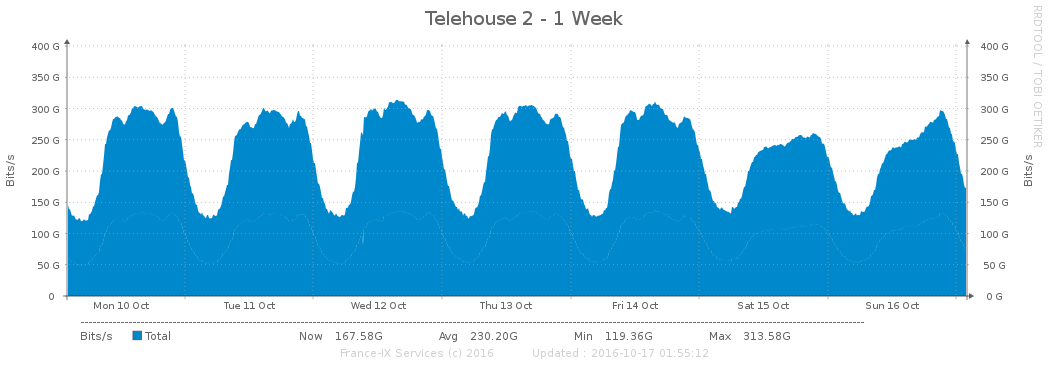 Telehouse 2 - 1 Week
RRDTOOL / TOBI OETIKER
400 G 400 G
350 G 350 G
300 G 300 G
250 G 250 G
200 G 200 G
150 G 150 G
100 G 100 G
50 G 50 G
0 0 G
Bits/s
Bits/s
Mon 10 Oct Tue 11 Oct Wed 12 Oct Thu 13 Oct Fri 14 Oct Sat 15 Oct Sun 16 Oct
Bits/s Total Now 167.58G Avg 230.20G Min 119.36G Max 313.58G
France-IX Services (c) 2016 Updated : 2016-10-17 01:55:12